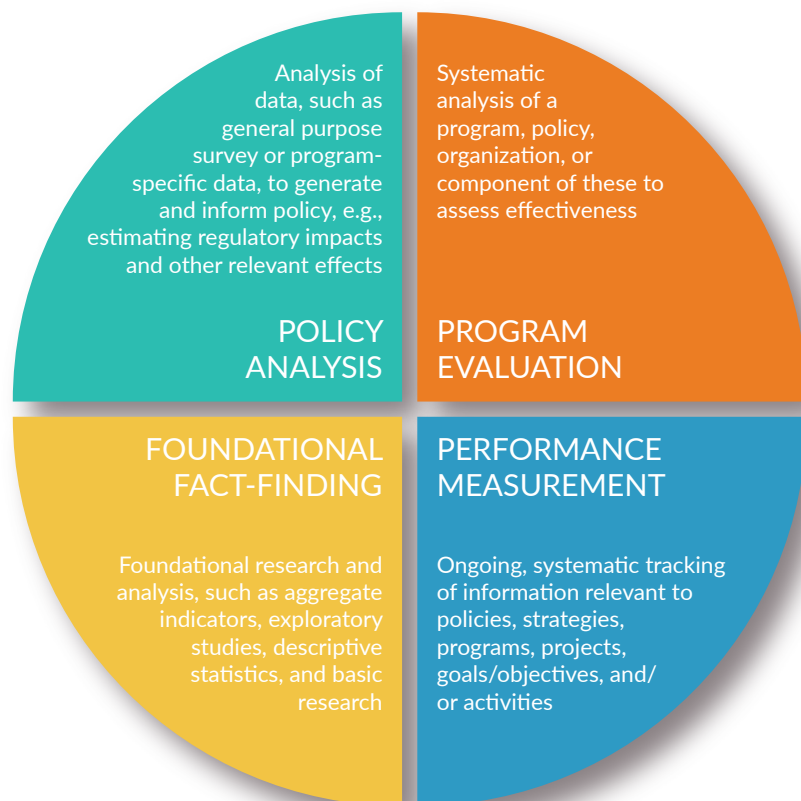 Analysis of
data, such as
general purpose
survey or program-
specific data, to generate
and inform policy, e.g.,
estimating regulatory impacts
and other relevant effects
POLICY
ANALYSIS
Systematic
analysis of a
program, policy,
organization, or
component of these to
assess effectiveness
PROGRAM
EVALUATION
FOUNDATIONAL
FACT-FINDING
Foundational research and
analysis, such as aggregate
indicators, exploratory
studies, descriptive
statistics, and basic
research
PERFORMANCE
MEASUREMENT
Ongoing, systematic tracking
of information relevant to
policies, strategies,
programs, projects,
goals/objectives, and/
or activities